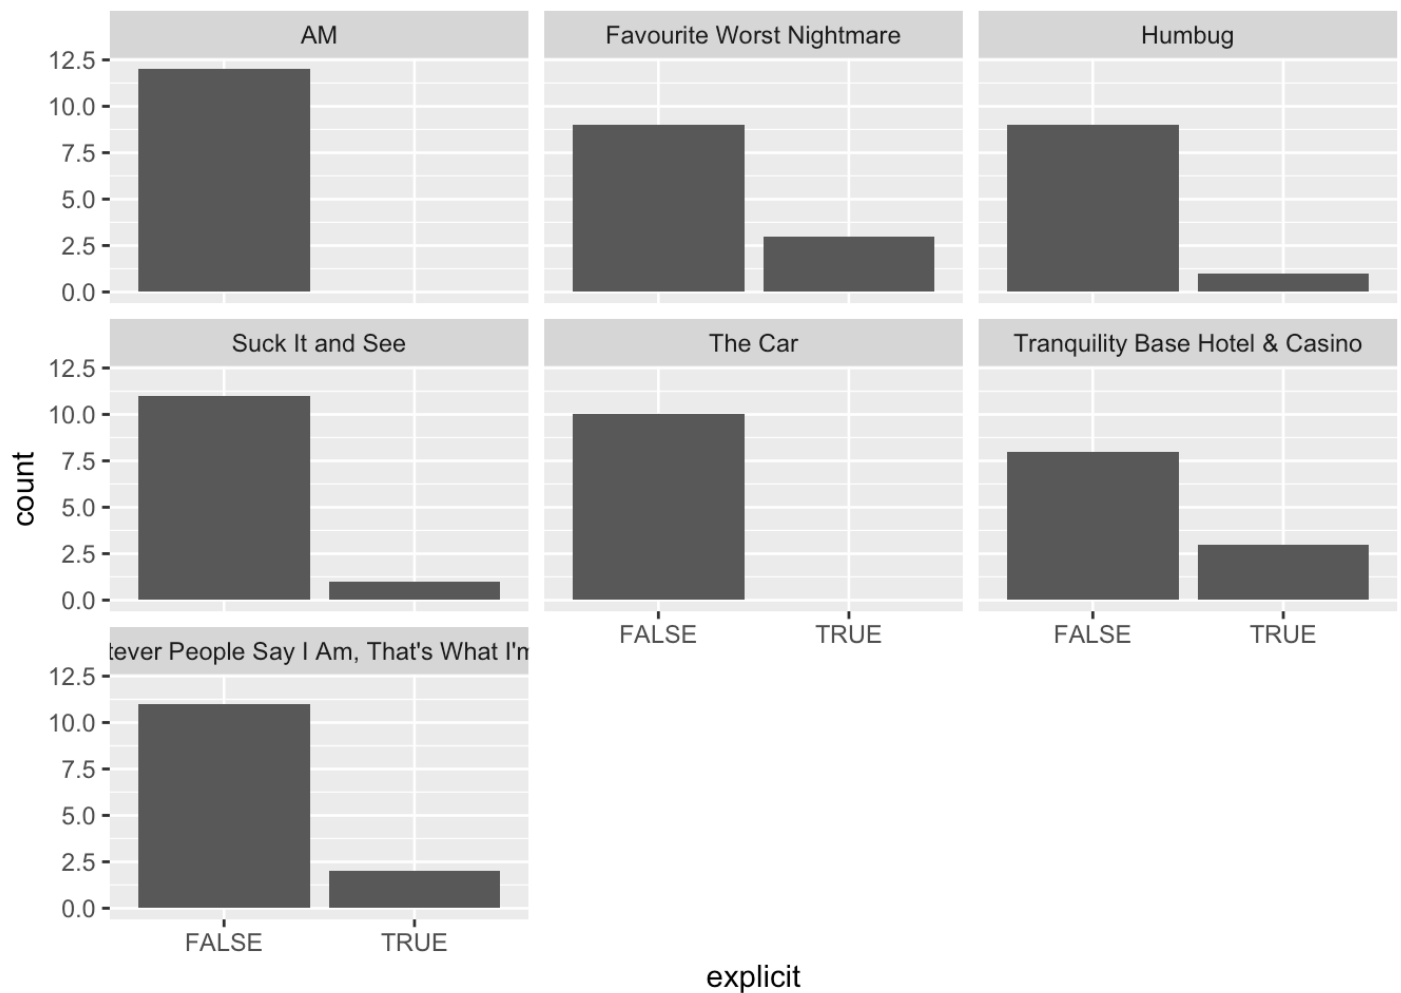 AM
Favourite Worst Nightmare
Humbug
12.5
10.0
7.5
5.0
2.5
0.0
Suck It and See
The Car
Tranquility Base Hotel & Casino
12.5
10.0
7.5
5.0
2.5
0.0
FALSE
TRUE
FALSE
TRUE
tever People Say I Am, That's What I'm
12.5
10.0
7.5
5.0
2.5
0.0
FALSE
TRUE
count
explicit